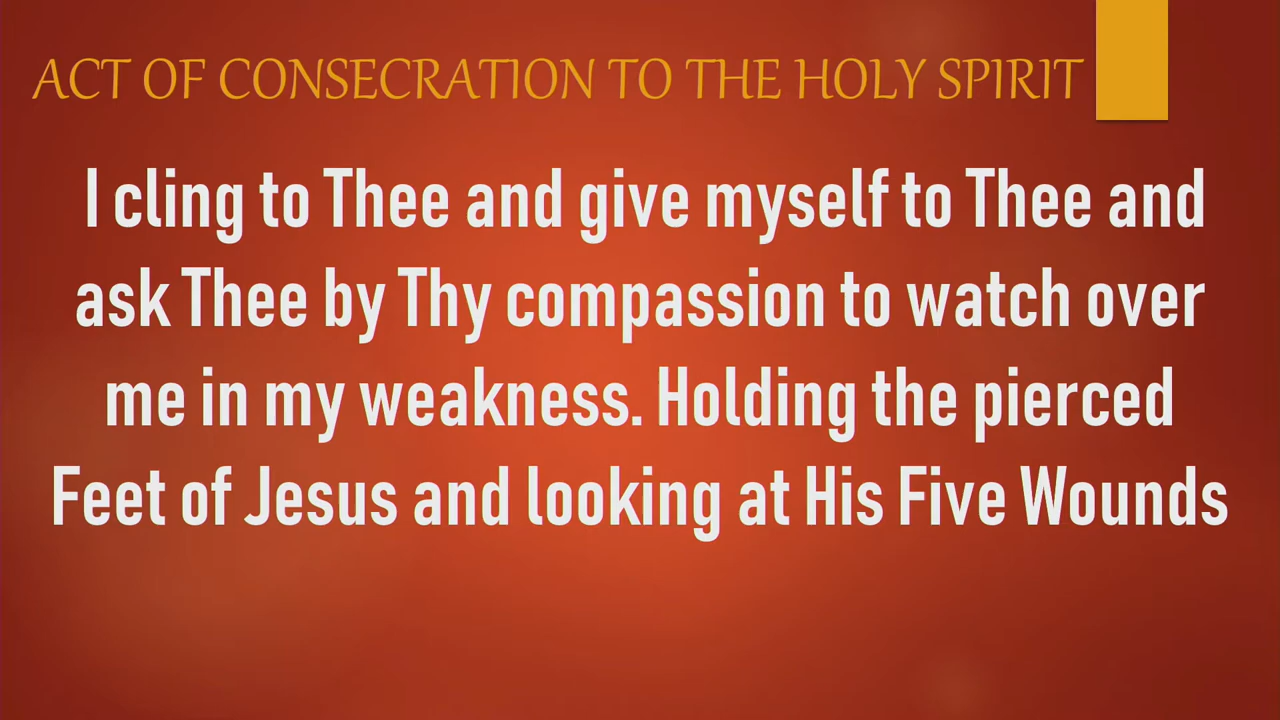 ACT OF CONSECRATION TO THE HOLY SPIRIT
I cling to Thee and give myself to Thee and
ask Thee by Thy compassion to watch over
me in my weakness. Holding the pierced
Feet of Jesus and looking at His Five Wounds